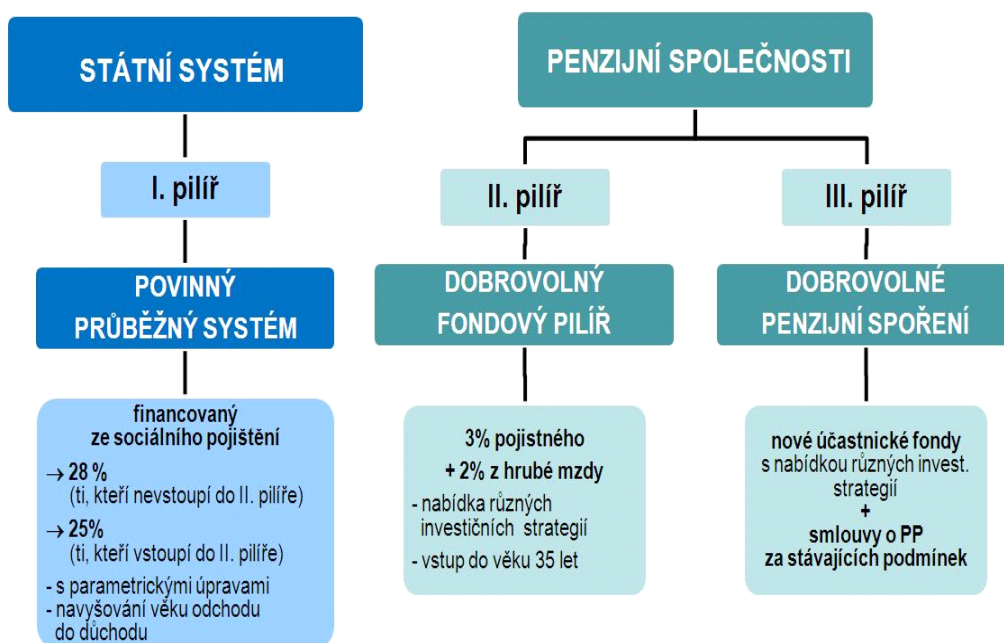 STÁTNÍ SYSTÉM
I. pilíř
POVINNÝ
PRŮBĚŽNÝ SYSTÉM
financovaný
ze sociálního pojištění
→ 28 %
(ti, kteří nevstoupí do II. pilíře)
→ 25%
(ti, kteří vstoupí do II. pilíře)
- s parametrickými úpravami
- navyšování věku odchodu
do důchodu
PENZIJNÍ SPOLEČNOSTI
II. pilíř
DOBROVOLNÝ
FONDOVÝ PILÍŘ
3% pojistného
+ 2% z hrubé mzdy
- nabídka různých
investičních strategií
- vstup do věku 35 let
III. pilíř
DOBROVOLNÉ
PENZIJNÍ SPOŘENÍ
nové účastnické fondy
s nabídkou různých invest.
strategií
+
smlouvy o PP
za stávajících podmínek